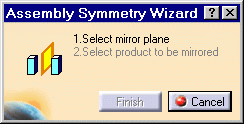 Assembly Symmetry Wizard ? X
1.Select mirror plane
2.Select product to be mirrored
Finish
Cancel